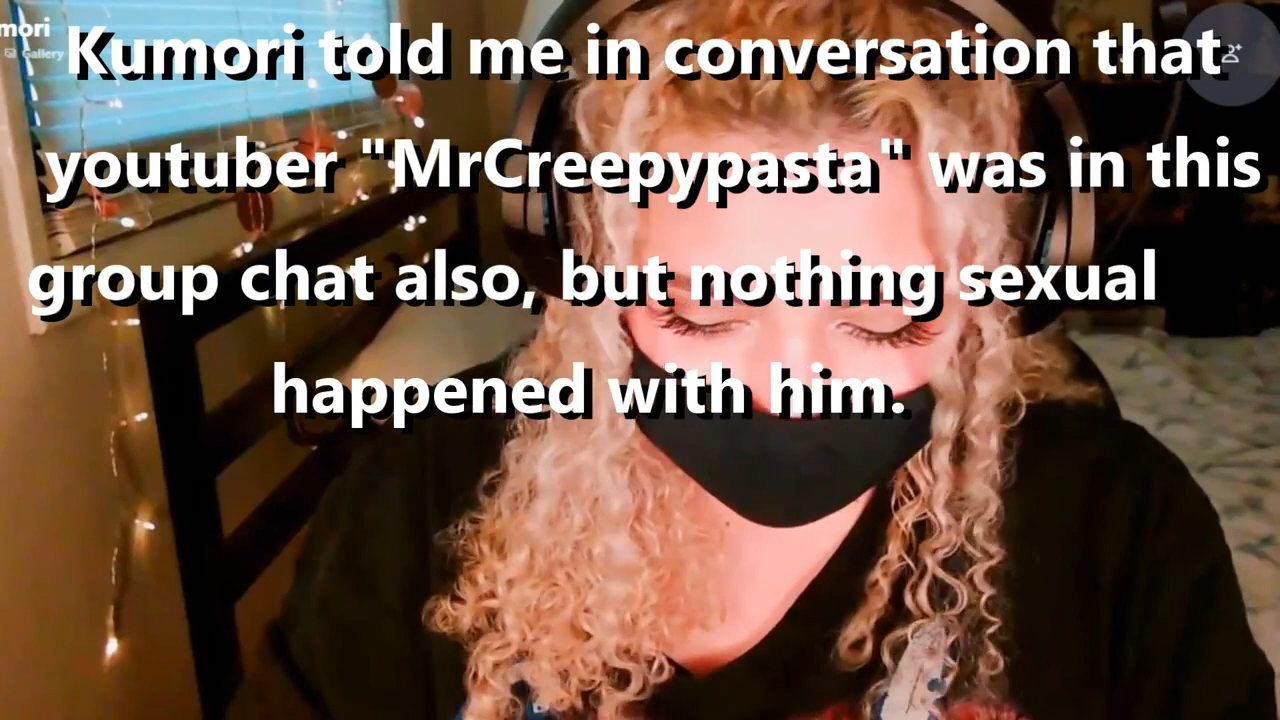 mori
Gallery
Kumori told me in conversation that
youtuber "MrCreepypasta" was in this
group chat also, but nothing sexual
happened with him.